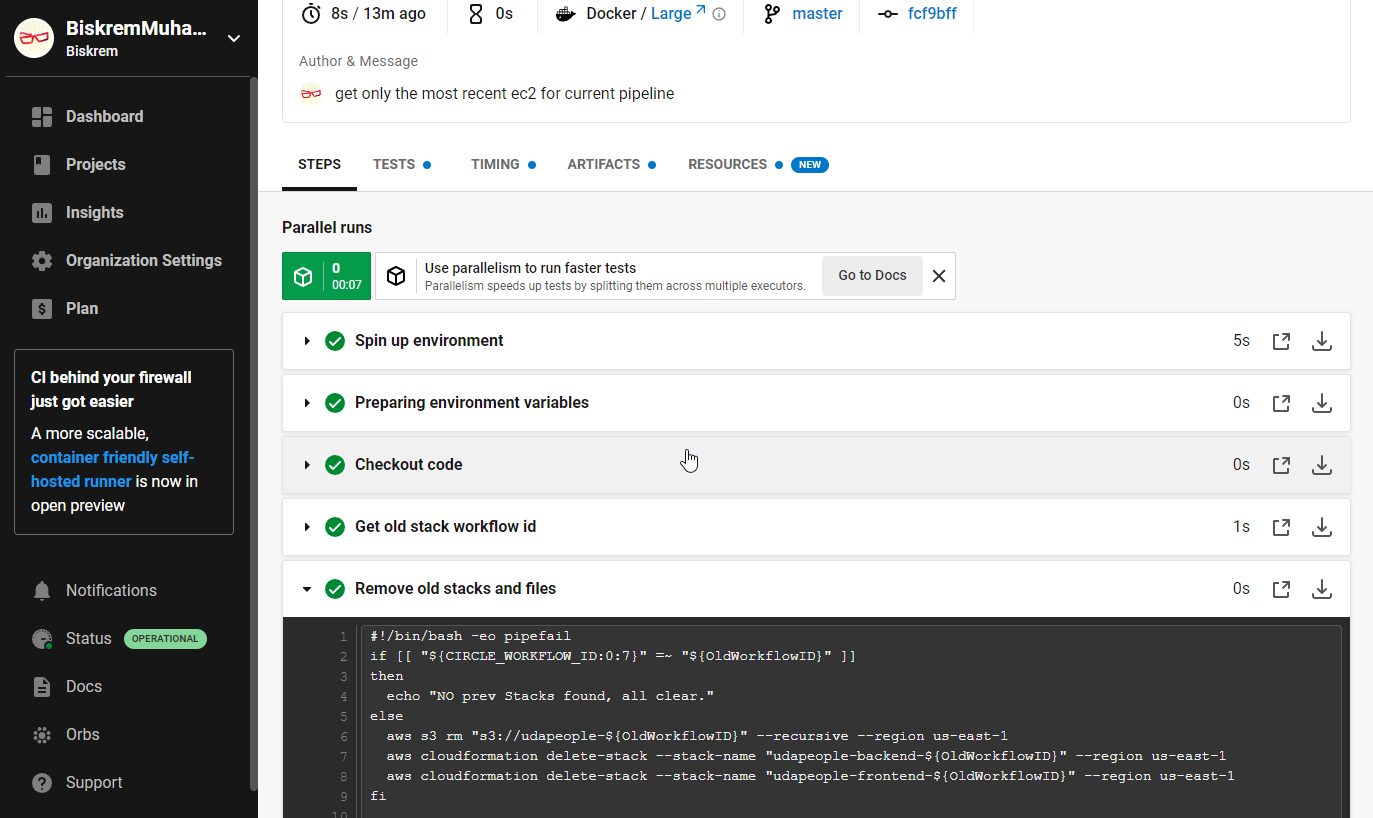 BiskremMuha...
Biskrem
Dashboard
Projects
Insights
Organization Settings
Plan
CI behind your firewall
just got easier
A more scalable,
container friendly self-
hosted runner is now in
open preview
Notifications
Status OPERATIONAL
Docs
Orbs
Support
8s / 13m ago 0s Docker / Large master fcf9bff
Author & Message
get only the most recent ec2 for current pipeline
STEPS TESTS TIMING ARTIFACTS RESOURCES NEW
Parallel runs
0
00:07
Use parallelism to run faster tests
Parallelism speeds up tests by splitting them across multiple executors.
Go to Docs
Spin up environment 5s
Preparing environment variables 0s
Checkout code 0s
Get old stack workflow id 1s
Remove old stacks and files 0s
1 #!/bin/bash -eo pipefail
2 if [[ "${CIRCLE_WORKFLOW_ID:0:7}" =~ "${OldWorkflowID}" ]]
3 then
4 echo "NO prev Stacks found, all clear."
5 else
6 aws s3 rm "s3://udapeople-${OldWorkflowID}" --recursive --region us-east-1
7 aws cloudformation delete-stack --stack-name "udapeople-backend-${OldWorkflowID}" --region us-east-1
8 aws cloudformation delete-stack --stack-name "udapeople-frontend-${OldWorkflowID}" --region us-east-1
9 fi
10